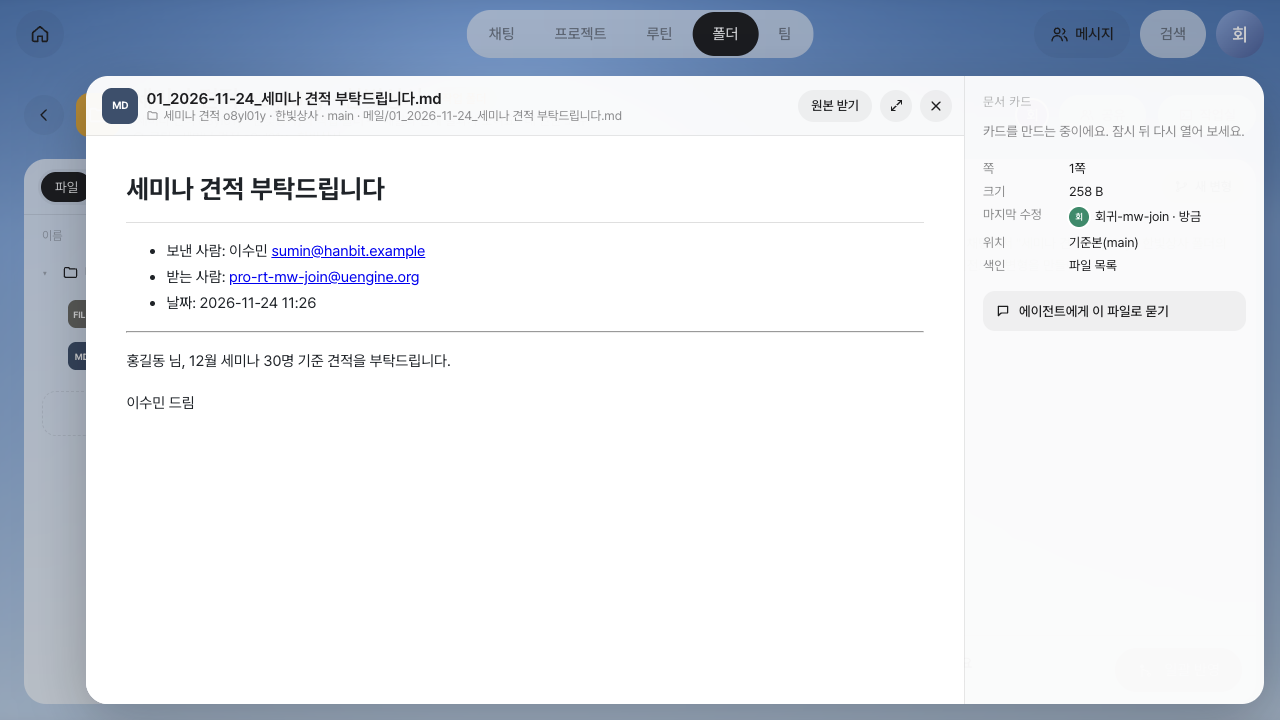 채팅
프로젝트
루틴
폴더
팀
메시지
검색
회
MD
01_2026-11-24_세미나 견적 부탁드립니다.md
세미나 견적 o8yl01y · 한빛상사 · main · 메일/01_2026-11-24_세미나 견적 부탁드립니다.md
원본 받기
파일
이름
FIL
MD
세미나 견적 부탁드립니다
보낸 사람: 이수민 sumin@hanbit.example
받는 사람: pro-rt-mw-join@uengine.org
날짜: 2026-11-24 11:26
홍길동 님, 12월 세미나 30명 기준 견적을 부탁드립니다.
이수민 드림
문서 카드
카드를 만드는 중이에요. 잠시 뒤 다시 열어 보세요.
쪽 1쪽
크기 258 B
마지막 수정 회 회귀-mw-join · 방금
위치 기준본(main)
색인 파일 목록
에이전트에게 이 파일로 묻기